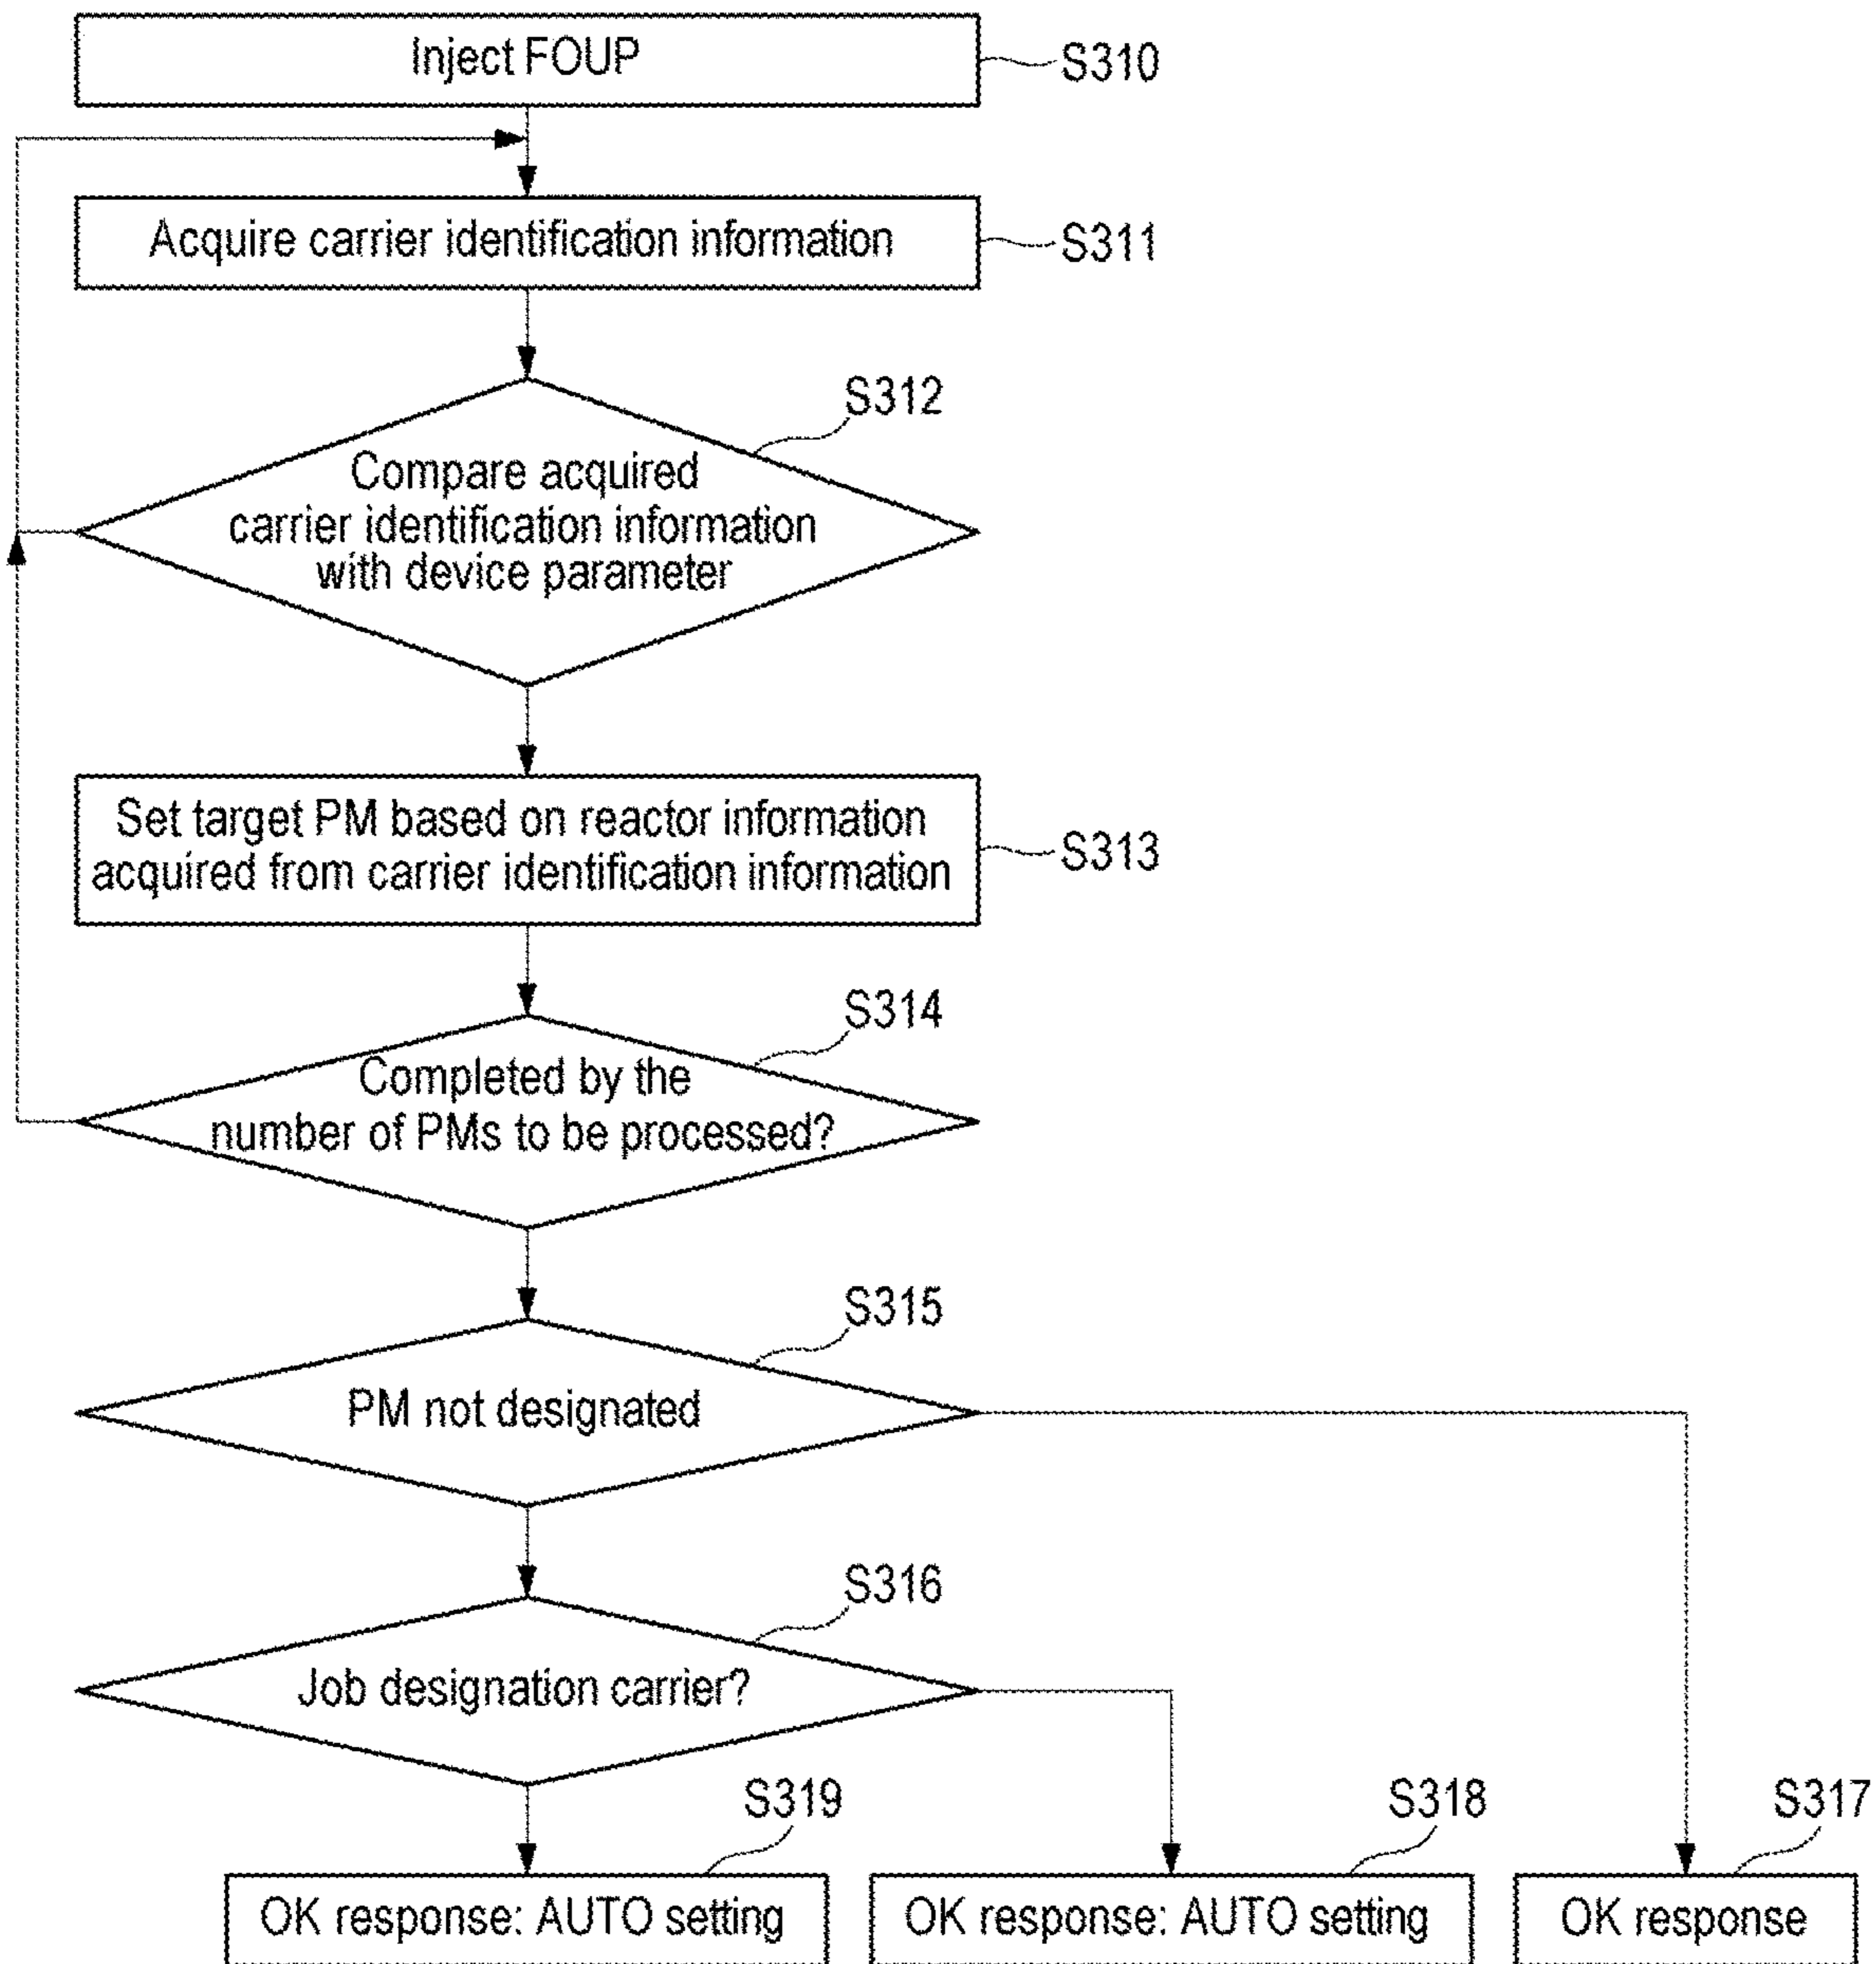 Inject FOUP
S310
Acquire carrier identification information
S311
S312
Compare acquired
carrier identification information
with device parameter
Set target PM based on reactor information
acquired from carrier identification information
S313
S314
Completed by the
number of PMs to be processed?
S315
PM not designated
S316
Job designation carrier?
S319
S318
S317
OK response: AUTO setting
OK response: AUTO setting
OK response